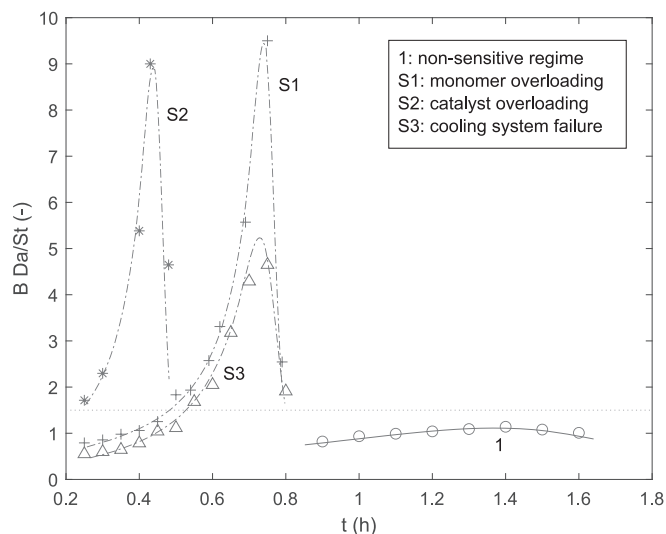 10
9
8
7
6
5
4
3
2
1
0
B Da/St (-)
1: non-sensitive regime
S1: monomer overloading
S2: catalyst overloading
S3: cooling system failure
S1
S2
S3
1
0.2 0.4 0.6 0.8 1 1.2 1.4 1.6 1.8
t (h)